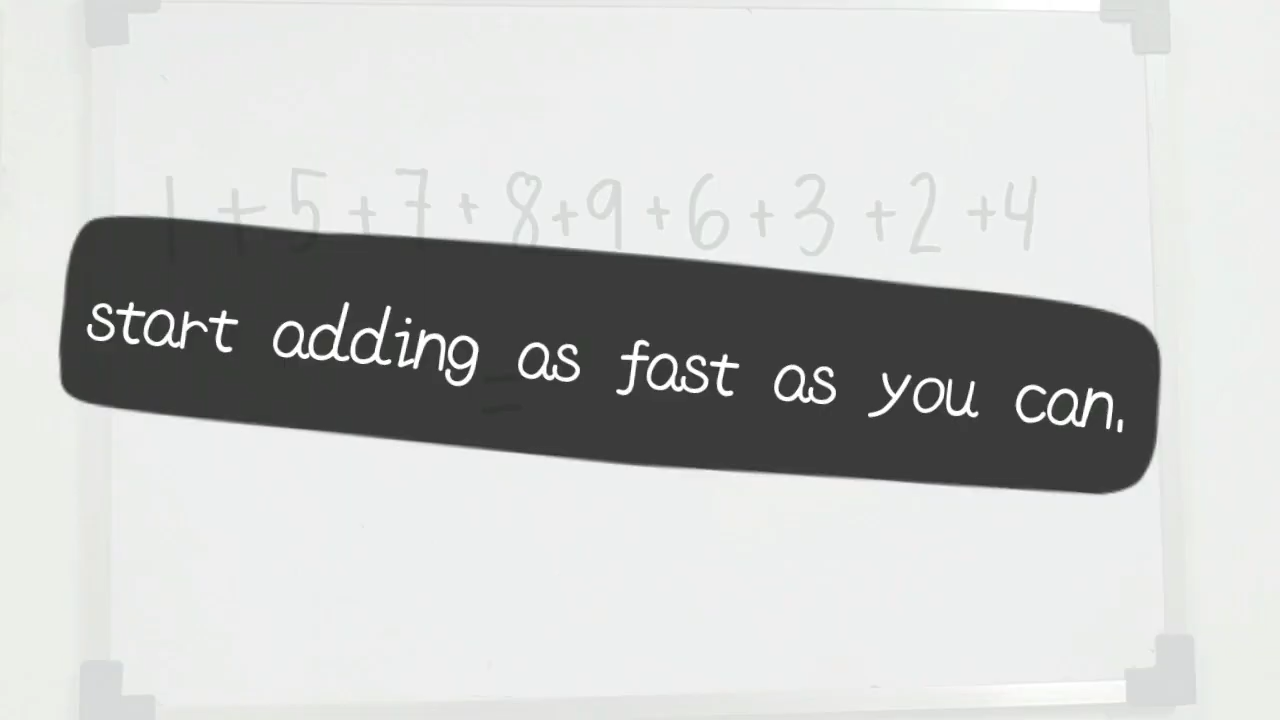 1 + 5 + 7 + 8 + 9 + 6 + 3 + 2 + 4
start adding as fast as you can.
=